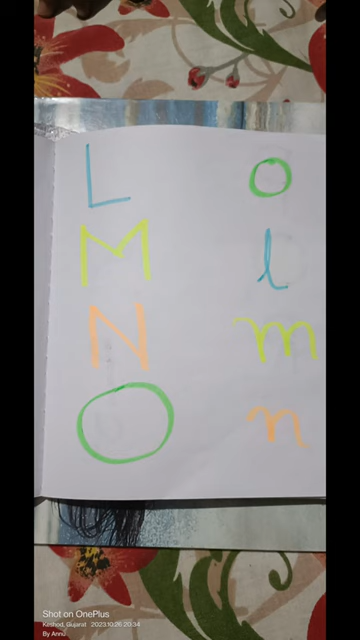 L o
M l
N m
O n
Shot on OnePlus
Keshod, Gujarat 2023.10.26 20:34
By Annu